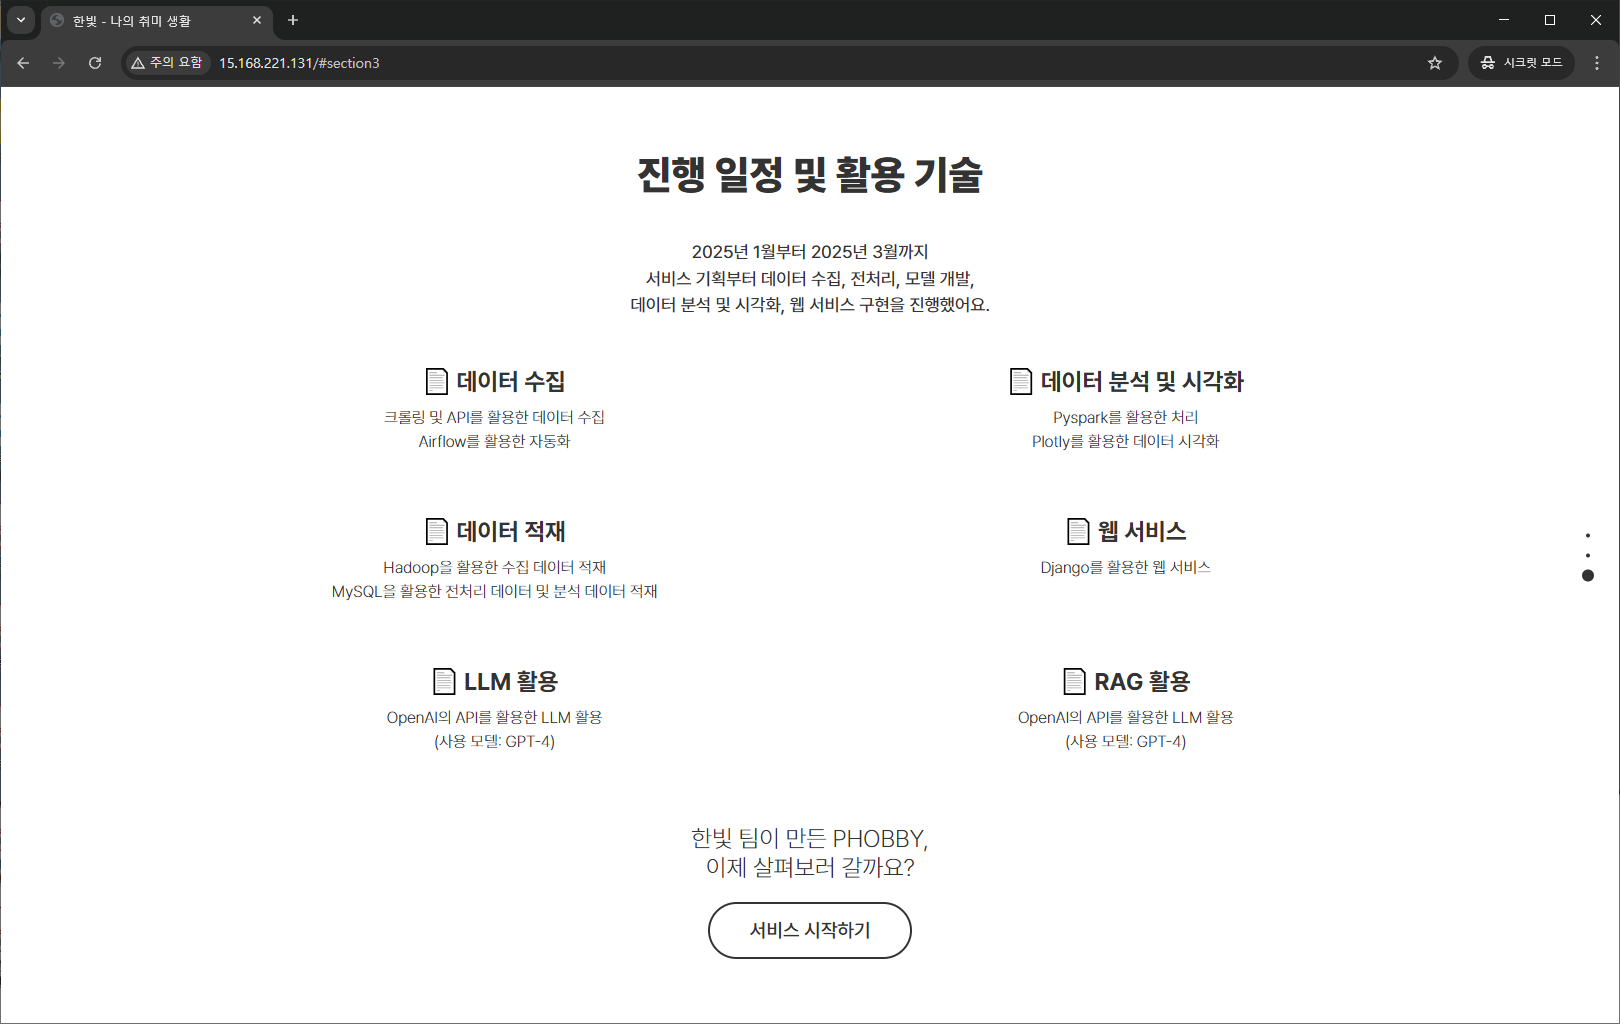 한빛 - 나의 취미 생활
주의 요함
15.168.221.131/#section3
시크릿 모드
진행 일정 및 활용 기술
2025년 1월부터 2025년 3월까지
서비스 기획부터 데이터 수집, 전처리, 모델 개발,
데이터 분석 및 시각화, 웹 서비스 구현을 진행했어요.
데이터 수집
크롤링 및 API를 활용한 데이터 수집
Airflow를 활용한 자동화
데이터 분석 및 시각화
Pyspark를 활용한 처리
Plotly를 활용한 데이터 시각화
데이터 적재
Hadoop을 활용한 수집 데이터 적재
MySQL을 활용한 전처리 데이터 및 분석 데이터 적재
웹 서비스
Django를 활용한 웹 서비스
LLM 활용
OpenAI의 API를 활용한 LLM 활용
(사용 모델: GPT-4)
RAG 활용
OpenAI의 API를 활용한 LLM 활용
(사용 모델: GPT-4)
한빛 팀이 만든 PHOBBY,
이제 살펴보러 갈까요?
서비스 시작하기